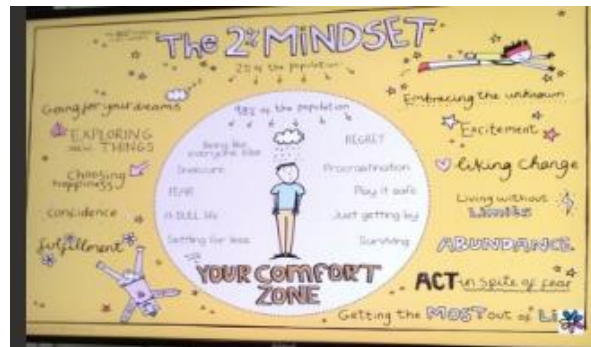 The 2% MINDSET
2% of the population
Going for your dreams
EXPLORING
new THINGS
Choosing
happiness
Confidence
fulfillment
98% of the population
Being like
everyone else
Insecure
FEAR
A DULL life
Settling for less
REGRET
Procrastination
Play it safe
Just getting by
Surviving
YOUR COMFORT
ZONE
Embracing the unknown
Excitement
liking change
Living without
Limits
ABUNDANCE
ACT in spite of fear
Getting the MOST out of Li